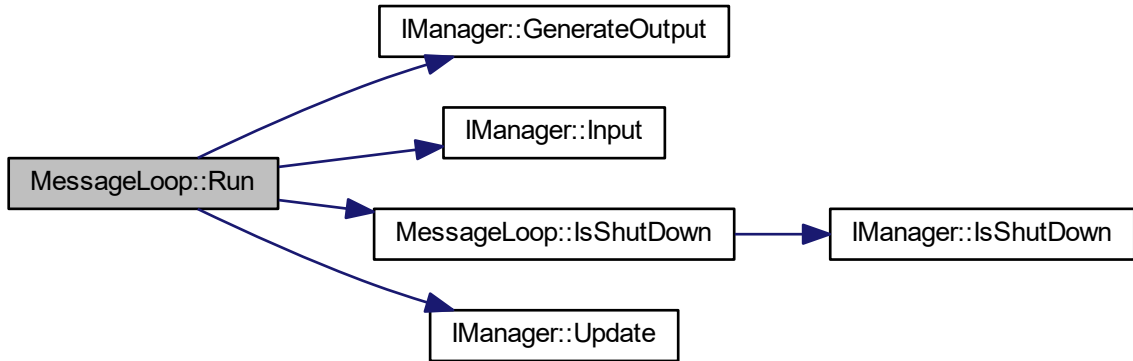 IManager::GenerateOutput
IManager::Input
MessageLoop::Run
MessageLoop::IsShutDown
IManager::IsShutDown
IManager::Update